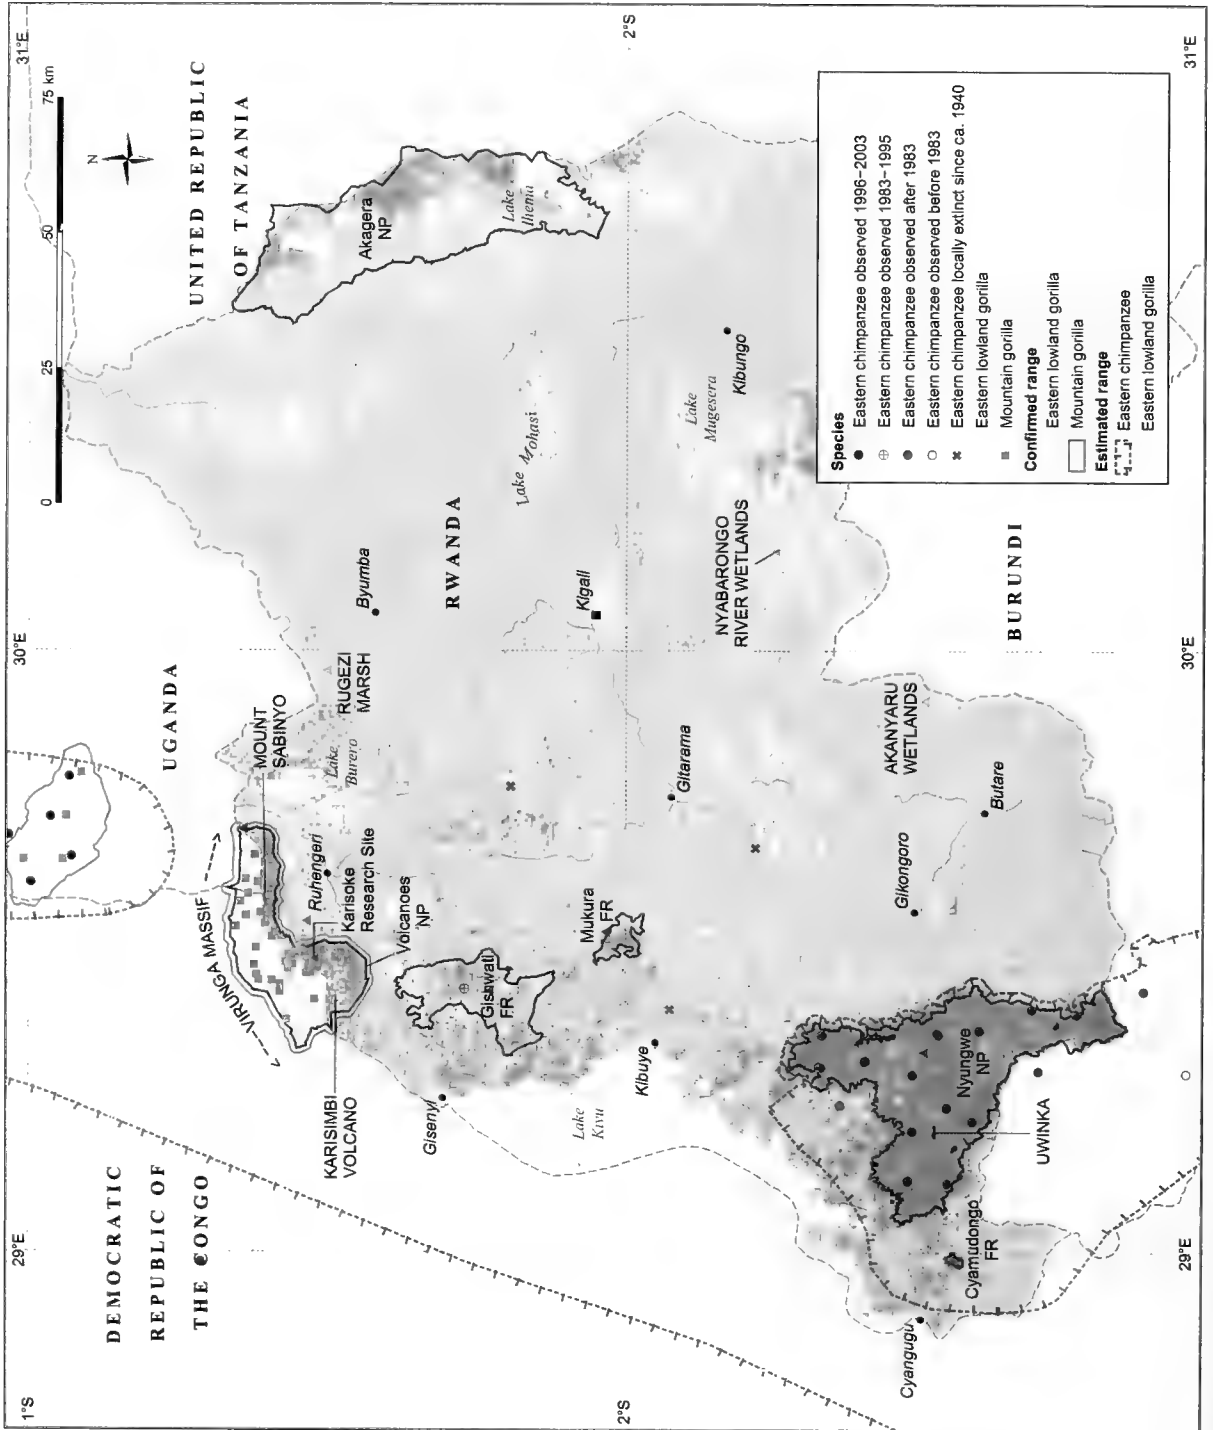 1°S
29°E
30°E
31°E
DEMOCRATIC
REPUBLIC OF
THE CONGO
UGANDA
UNITED REPUBLIC
OF TANZANIA
0
25
50
75 km
N
VIRUNGA MASSIF
MOUNT
SABINYO
Ruhengeri
Karisoke
Research Site
Volcanoes
NP
KARISIMBI
VOLCANO
Lake
Burero
RUGEZI
MARSH
Byumba
Akagera
NP
Lake
Ihema
Gisenyi
Gishwati
FR
RWANDA
Lake Mohasi
Lake
Kivu
Mukura
FR
Kigali
2°S
2°S
Kibuye
Gitarama
Lake
Mugesera
Kibungo
NYABARONGO
RIVER WETLANDS
AKANYARU
WETLANDS
Gikongoro
Butare
Nyungwe
NP
UWINKA
Cyamudongo
FR
Cyangugu
BURUNDI
29°E
30°E
31°E
Species
Eastern chimpanzee observed 1996–2003
Eastern chimpanzee observed 1983–1995
Eastern chimpanzee observed after 1983
Eastern chimpanzee observed before 1983
Eastern chimpanzee locally extinct since ca. 1940
Eastern lowland gorilla
Mountain gorilla
Confirmed range
Eastern lowland gorilla
Mountain gorilla
Estimated range
Eastern chimpanzee
Eastern lowland gorilla